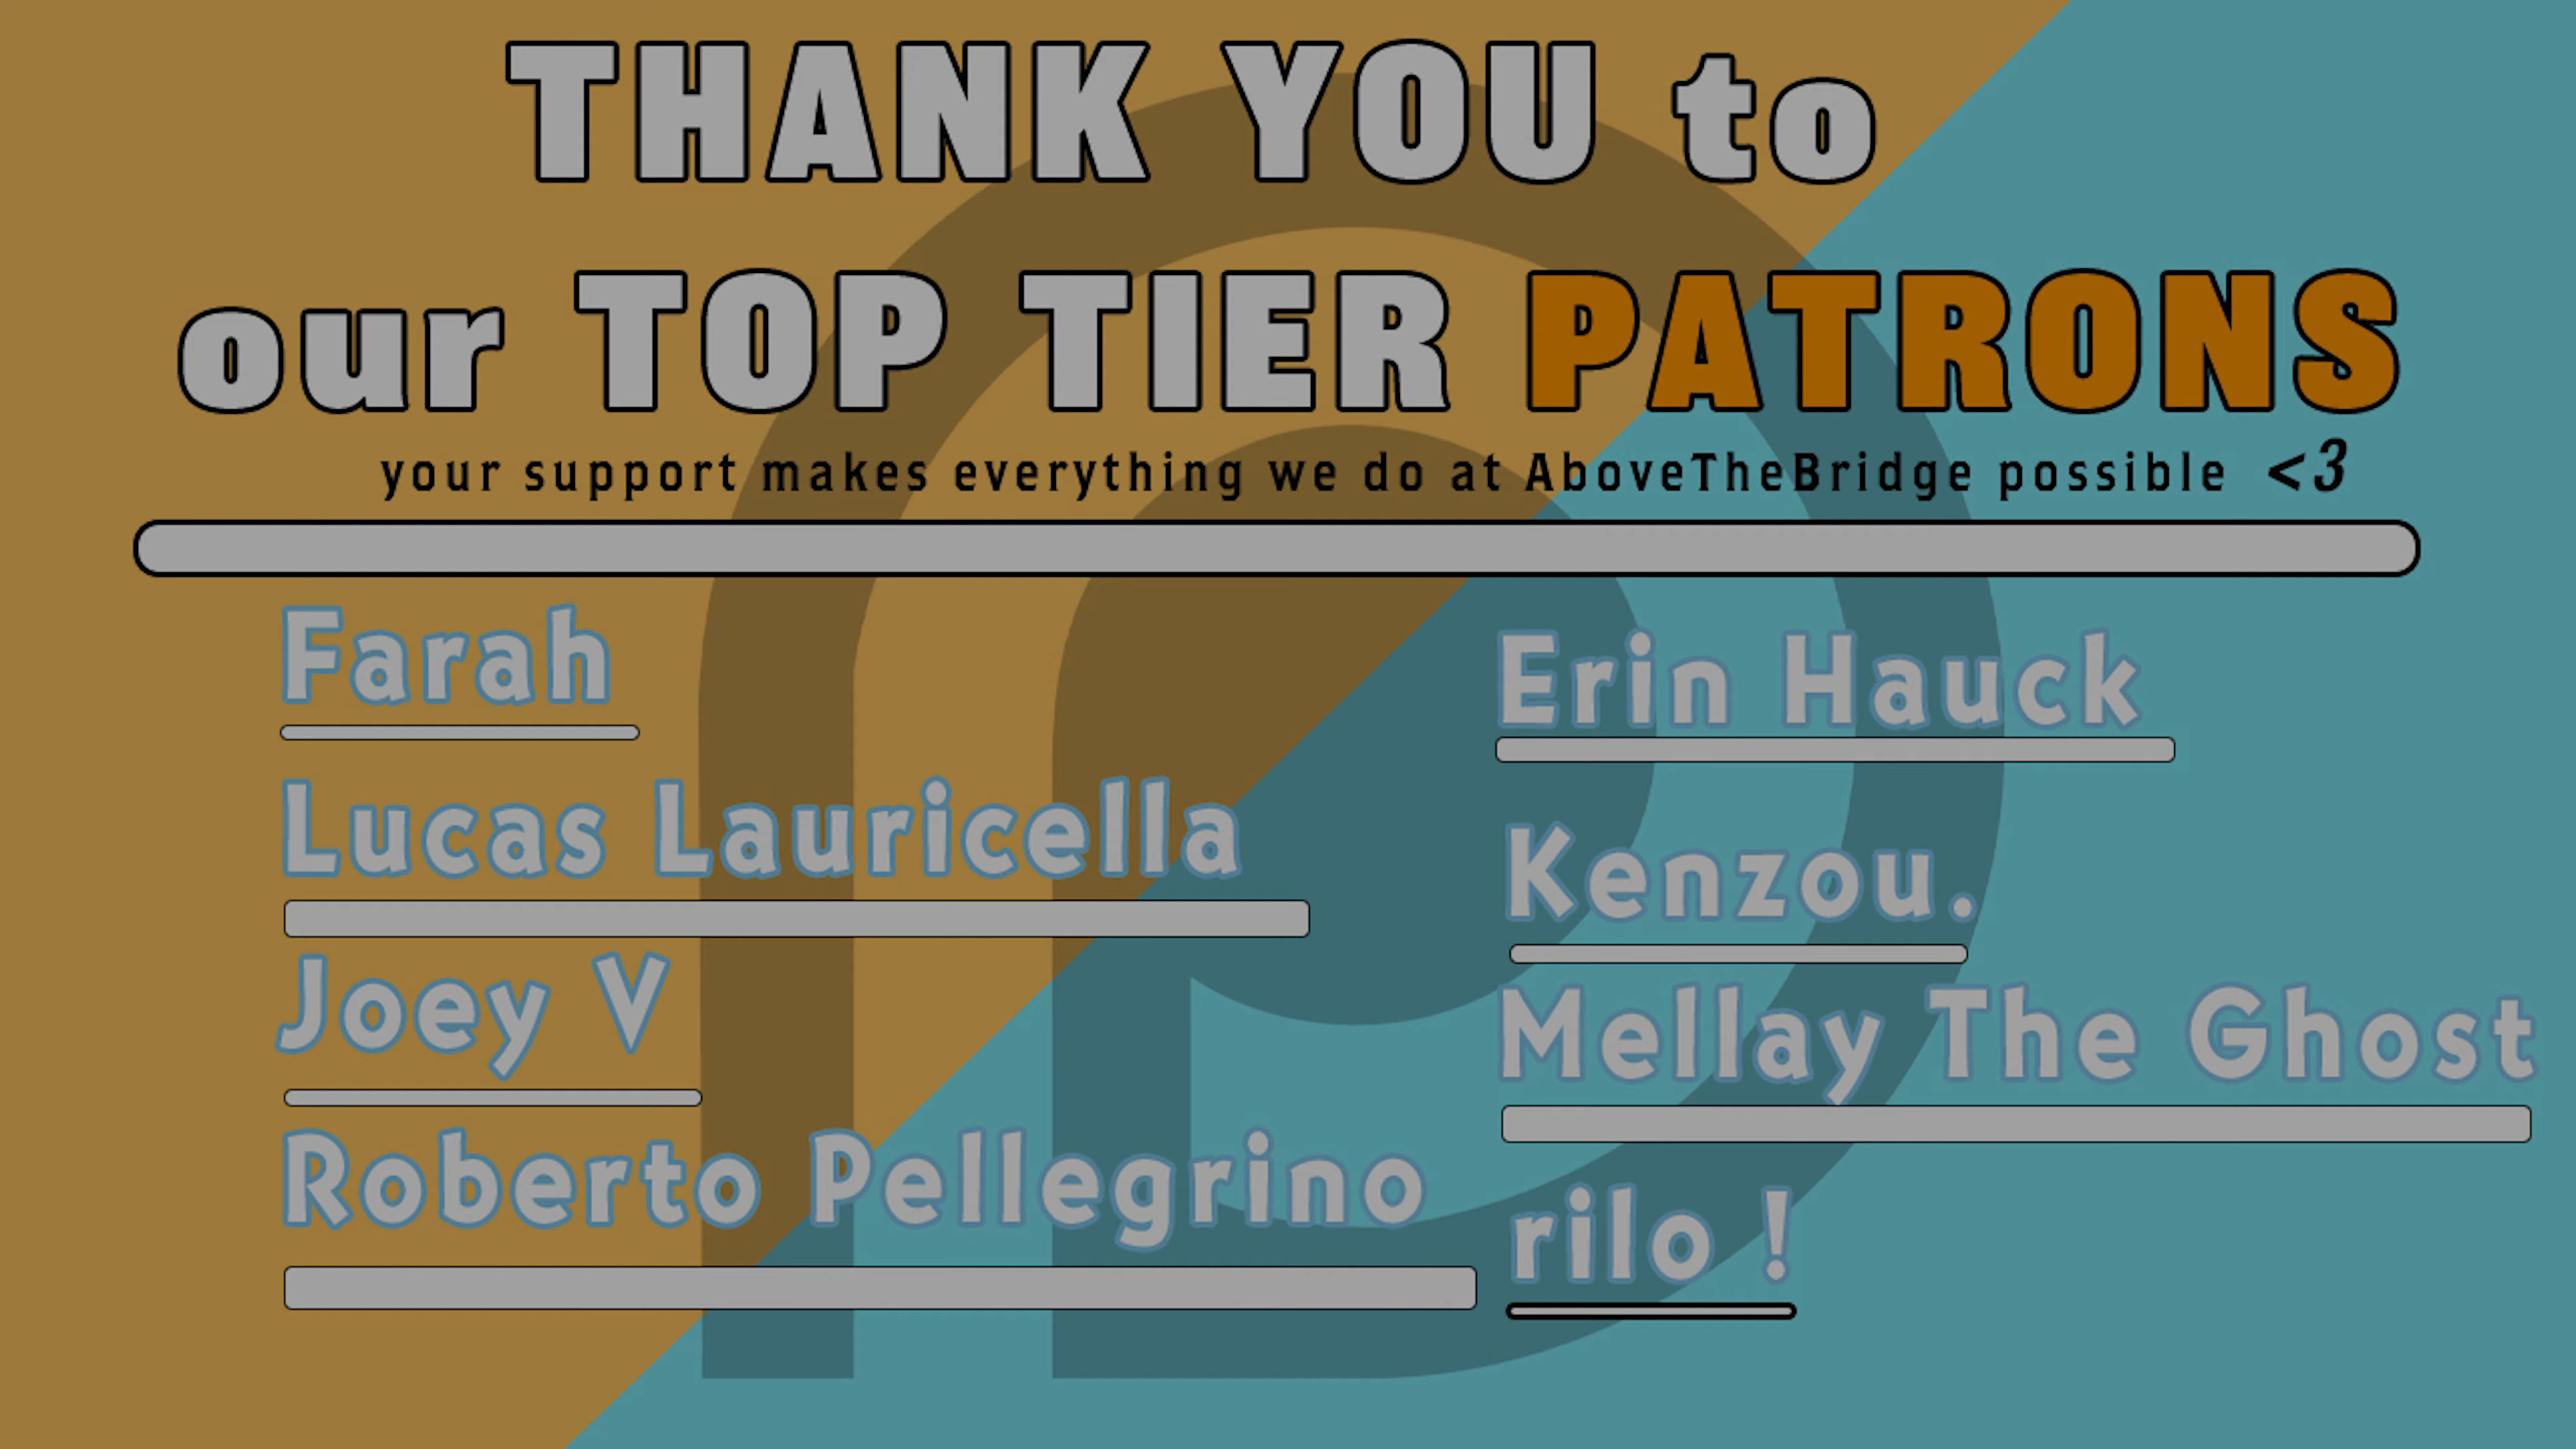 THANK YOU to
our TOP TIER PATRONS
your support makes everything we do at AboveTheBridge possible <3
Farah
Lucas Lauricella
Joey V
Roberto Pellegrino
Erin Hauck
Kenzou.
Mellay The Ghost
rilo !